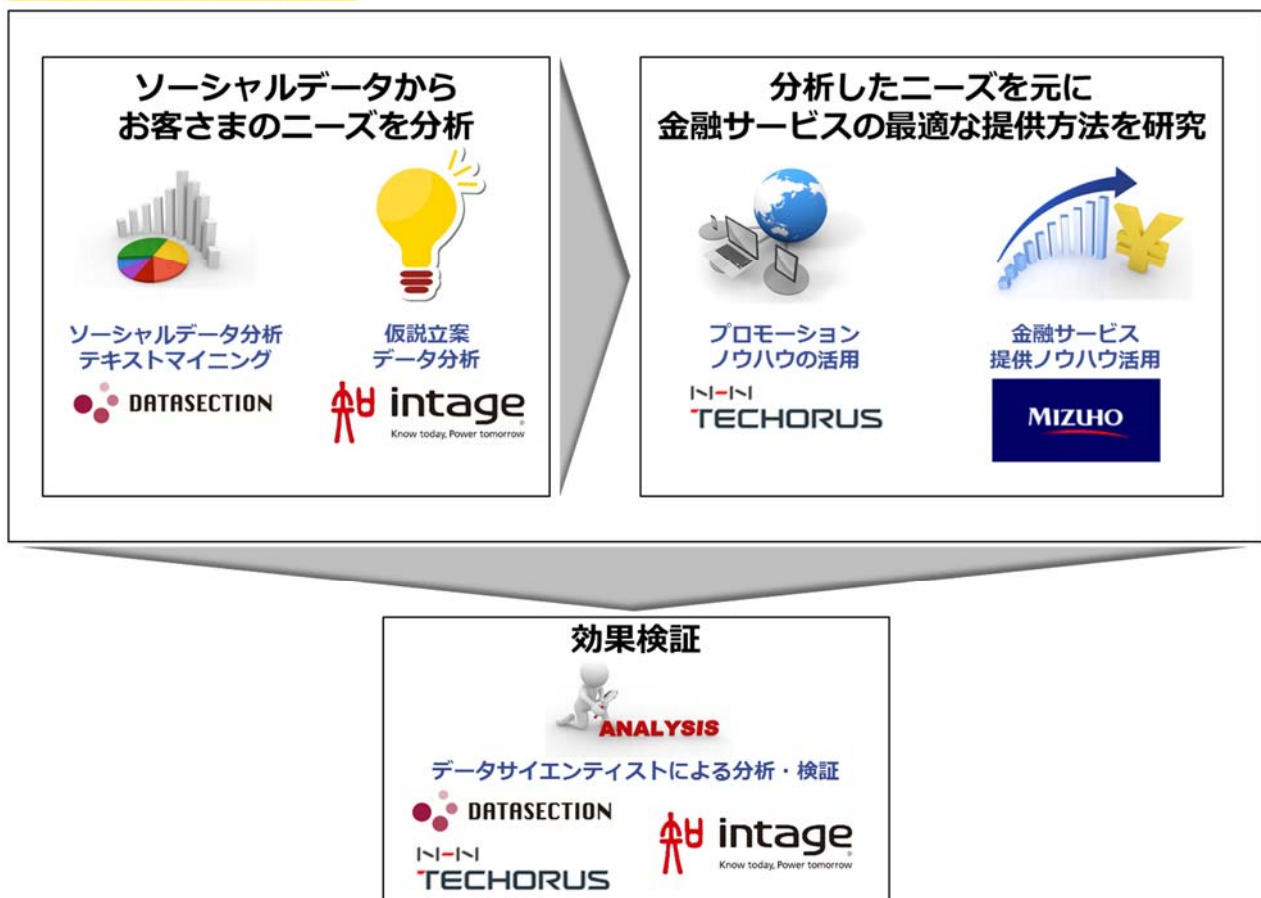 ソーシャルデータから
お客さまのニーズを分析
ソーシャルデータ分析
テキストマイニング
DATASECTION
仮説立案
データ分析
intage
Know today, Power tomorrow
分析したニーズを元に
金融サービスの最適な提供方法を研究
プロモーション
ノウハウの活用
NHN
TECHORUS
金融サービス
提供ノウハウ活用
MIZUHO
効果検証
ANALYSIS
データサイエンティストによる分析・検証
DATASECTION
NHN
TECHORUS
intage
Know today, Power tomorrow